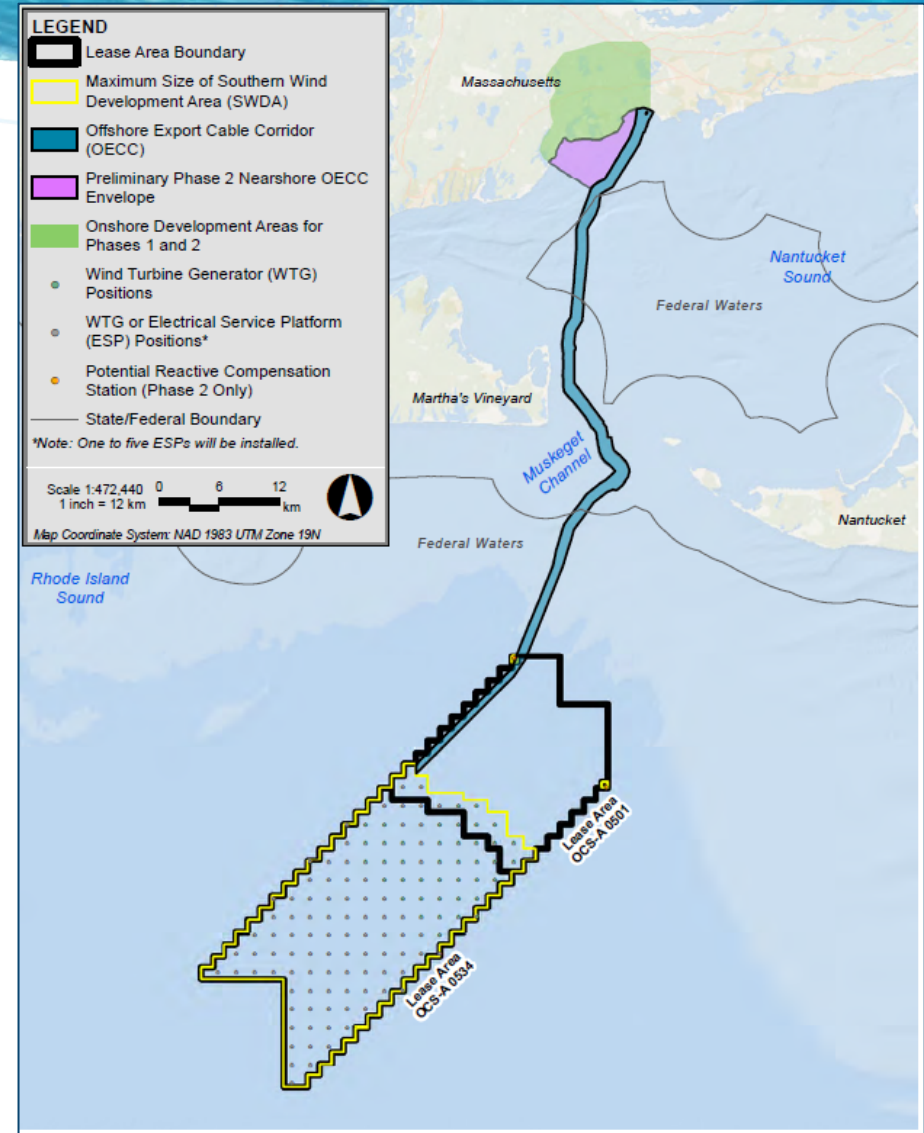 LEGEND
Lease Area Boundary
Maximum Size of Southern Wind
Development Area (SWDA)
Offshore Export Cable Corridor
(OECC)
Preliminary Phase 2 Nearshore OECC
Envelope
Onshore Development Areas for
Phases 1 and 2
Wind Turbine Generator (WTG)
Positions
WTG or Electrical Service Platform
(ESP) Positions*
Potential Reactive Compensation
Station (Phase 2 Only)
State/Federal Boundary
*Note: One to five ESPs will be installed.
Scale 1:472,440
1 inch = 12 km
0 6 12
km
Map Coordinate System: NAD 1983 UTM Zone 19N
Massachusetts
Nantucket
Sound
Federal Waters
Martha's Vineyard
Muskeget
Channel
Nantucket
Federal Waters
Rhode Island
Sound
Lease Area
OCS-A 0501
Lease Area
OCS-A 0534